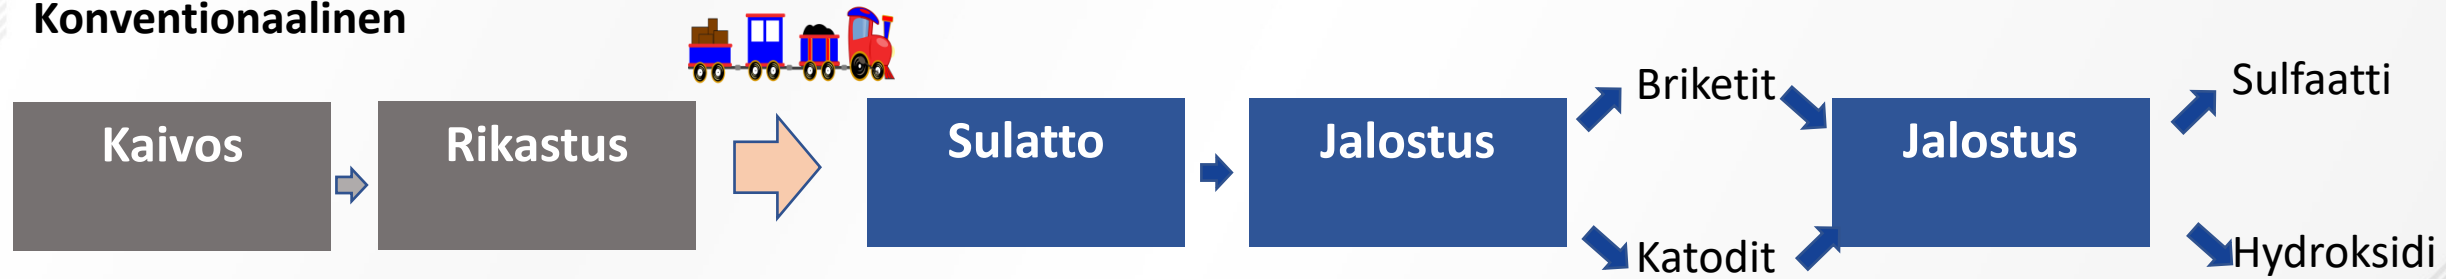 Konventionaalinen
Kaivos
Rikastus
Sulatto
Jalostus
Briketit
Katodit
Jalostus
Sulfaatti
Hydroksidi